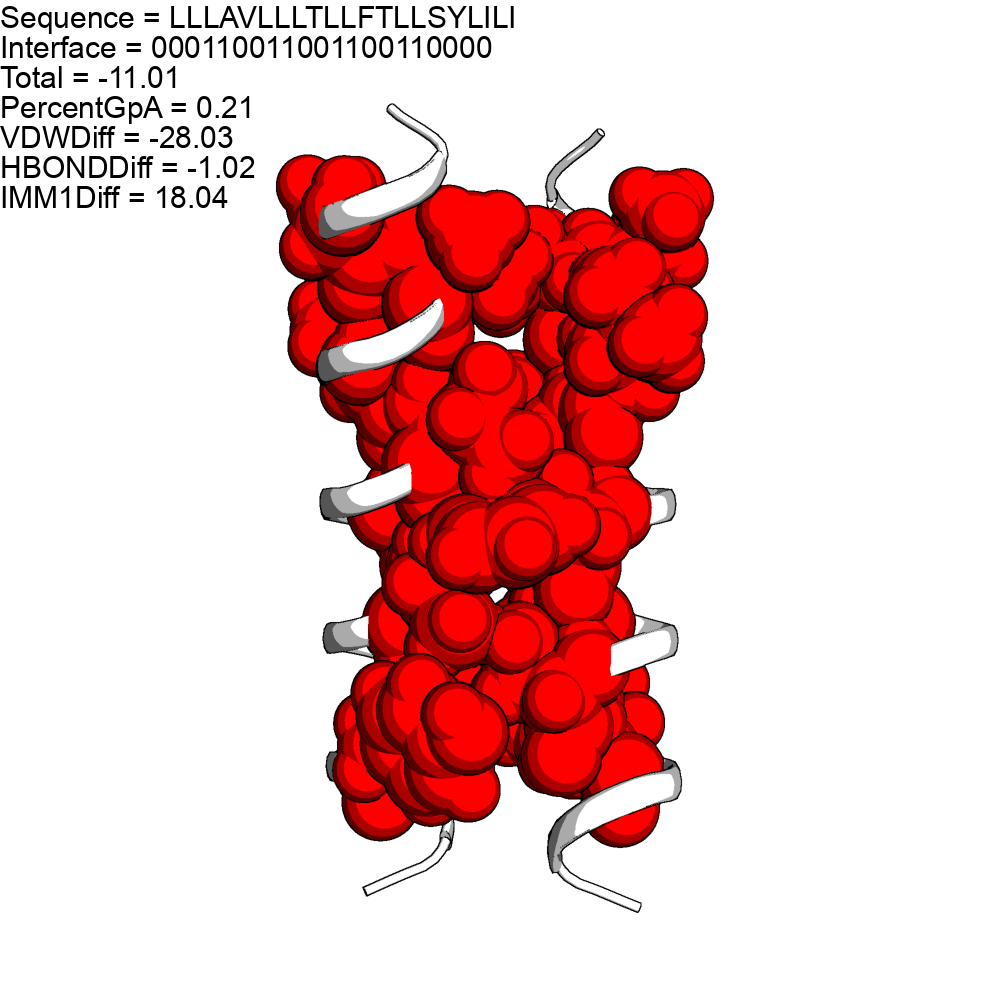 Sequence = LLLAVLLLTLLFTLLSYLILI
Interface = 000110011001100110000
Total = -11.01
PercentGpA = 0.21
VDWDiff = -28.03
HBONDDiff = -1.02
IMM1Diff = 18.04